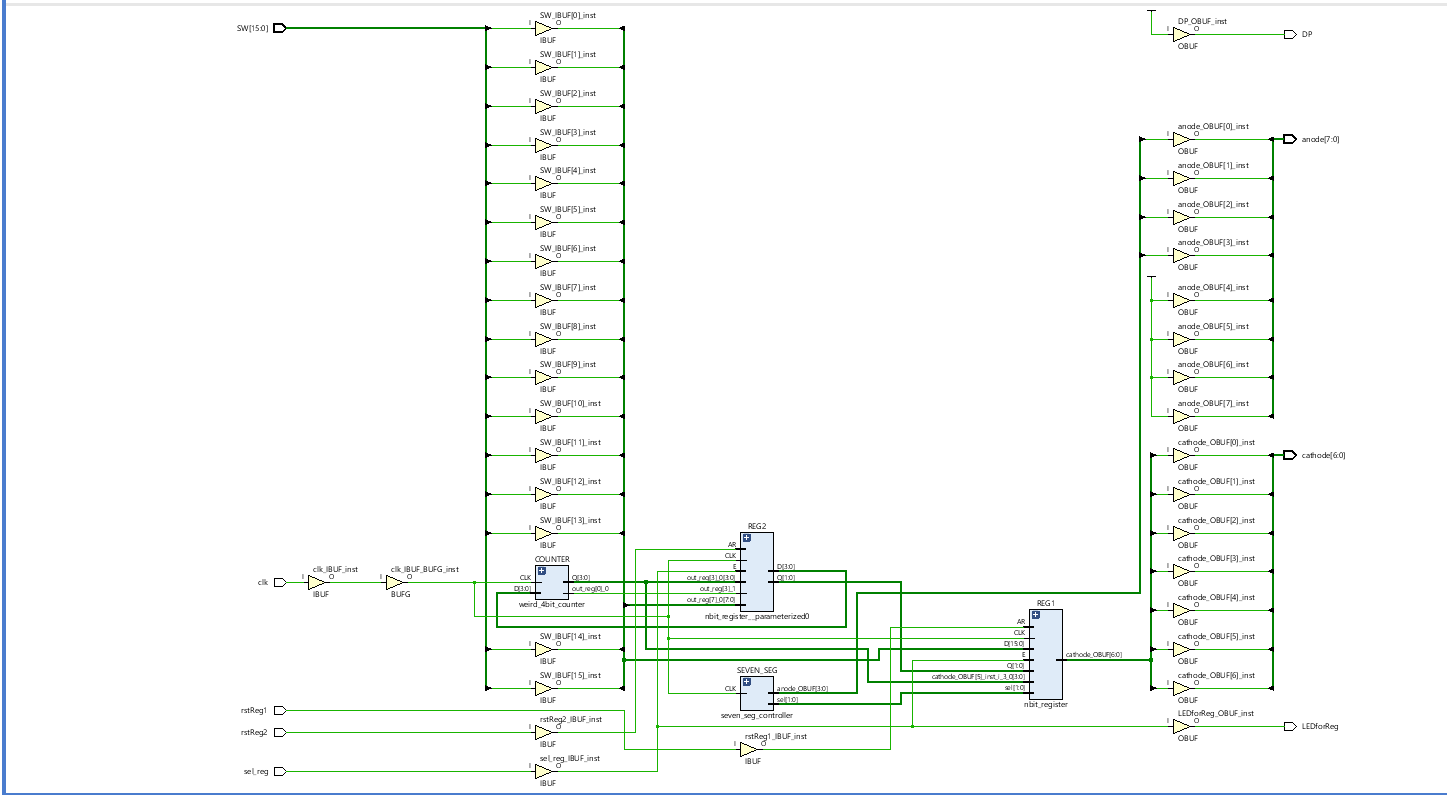 SW[15:0]
SW_IBUF[0]_inst
I
O
IBUF
SW_IBUF[1]_inst
I
O
IBUF
SW_IBUF[2]_inst
I
O
IBUF
SW_IBUF[3]_inst
I
O
IBUF
SW_IBUF[4]_inst
I
O
IBUF
SW_IBUF[5]_inst
I
O
IBUF
SW_IBUF[6]_inst
I
O
IBUF
SW_IBUF[7]_inst
I
O
IBUF
SW_IBUF[8]_inst
I
O
IBUF
SW_IBUF[9]_inst
I
O
IBUF
SW_IBUF[10]_inst
I
O
IBUF
SW_IBUF[11]_inst
I
O
IBUF
SW_IBUF[12]_inst
I
O
IBUF
SW_IBUF[13]_inst
I
O
IBUF
clk
clk_IBUF_inst
I
O
IBUF
clk_IBUF_BUFG_inst
I
O
BUFG
COUNTER
CLK
D[3:0]
Q[3:0]
out_reg[0]_0
weird_4bit_counter
SW_IBUF[14]_inst
I
O
IBUF
SW_IBUF[15]_inst
I
O
IBUF
rstReg1
rstReg2
rstReg2_IBUF_inst
I
O
IBUF
sel_reg
sel_reg_IBUF_inst
I
O
IBUF
REG2
AR
CLK
E
out_reg[3]_0[3:0]
out_reg[3]_1
out_reg[7]_0[7:0]
D[3:0]
Q[1:0]
nbit_register__parameterized0
SEVEN_SEG
CLK
anode_OBUF[3:0]
sel[1:0]
seven_seg_controller
rstReg1_IBUF_inst
I
O
IBUF
REG1
AR
CLK
D[15:0]
E
Q[1:0]
cathode_OBUF[5]_inst_i_3_0[3:0]
sel[1:0]
cathode_OBUF[6:0]
nbit_register
DP_OBUF_inst
I
O
OBUF
DP
anode_OBUF[0]_inst
I
O
OBUF
anode[7:0]
anode_OBUF[1]_inst
I
O
OBUF
anode_OBUF[2]_inst
I
O
OBUF
anode_OBUF[3]_inst
I
O
OBUF
anode_OBUF[4]_inst
I
O
OBUF
anode_OBUF[5]_inst
I
O
OBUF
anode_OBUF[6]_inst
I
O
OBUF
anode_OBUF[7]_inst
I
O
OBUF
cathode_OBUF[0]_inst
I
O
OBUF
cathode[6:0]
cathode_OBUF[1]_inst
I
O
OBUF
cathode_OBUF[2]_inst
I
O
OBUF
cathode_OBUF[3]_inst
I
O
OBUF
cathode_OBUF[4]_inst
I
O
OBUF
cathode_OBUF[5]_inst
I
O
OBUF
cathode_OBUF[6]_inst
I
O
OBUF
LEDforReg_OBUF_inst
I
O
OBUF
LEDforReg